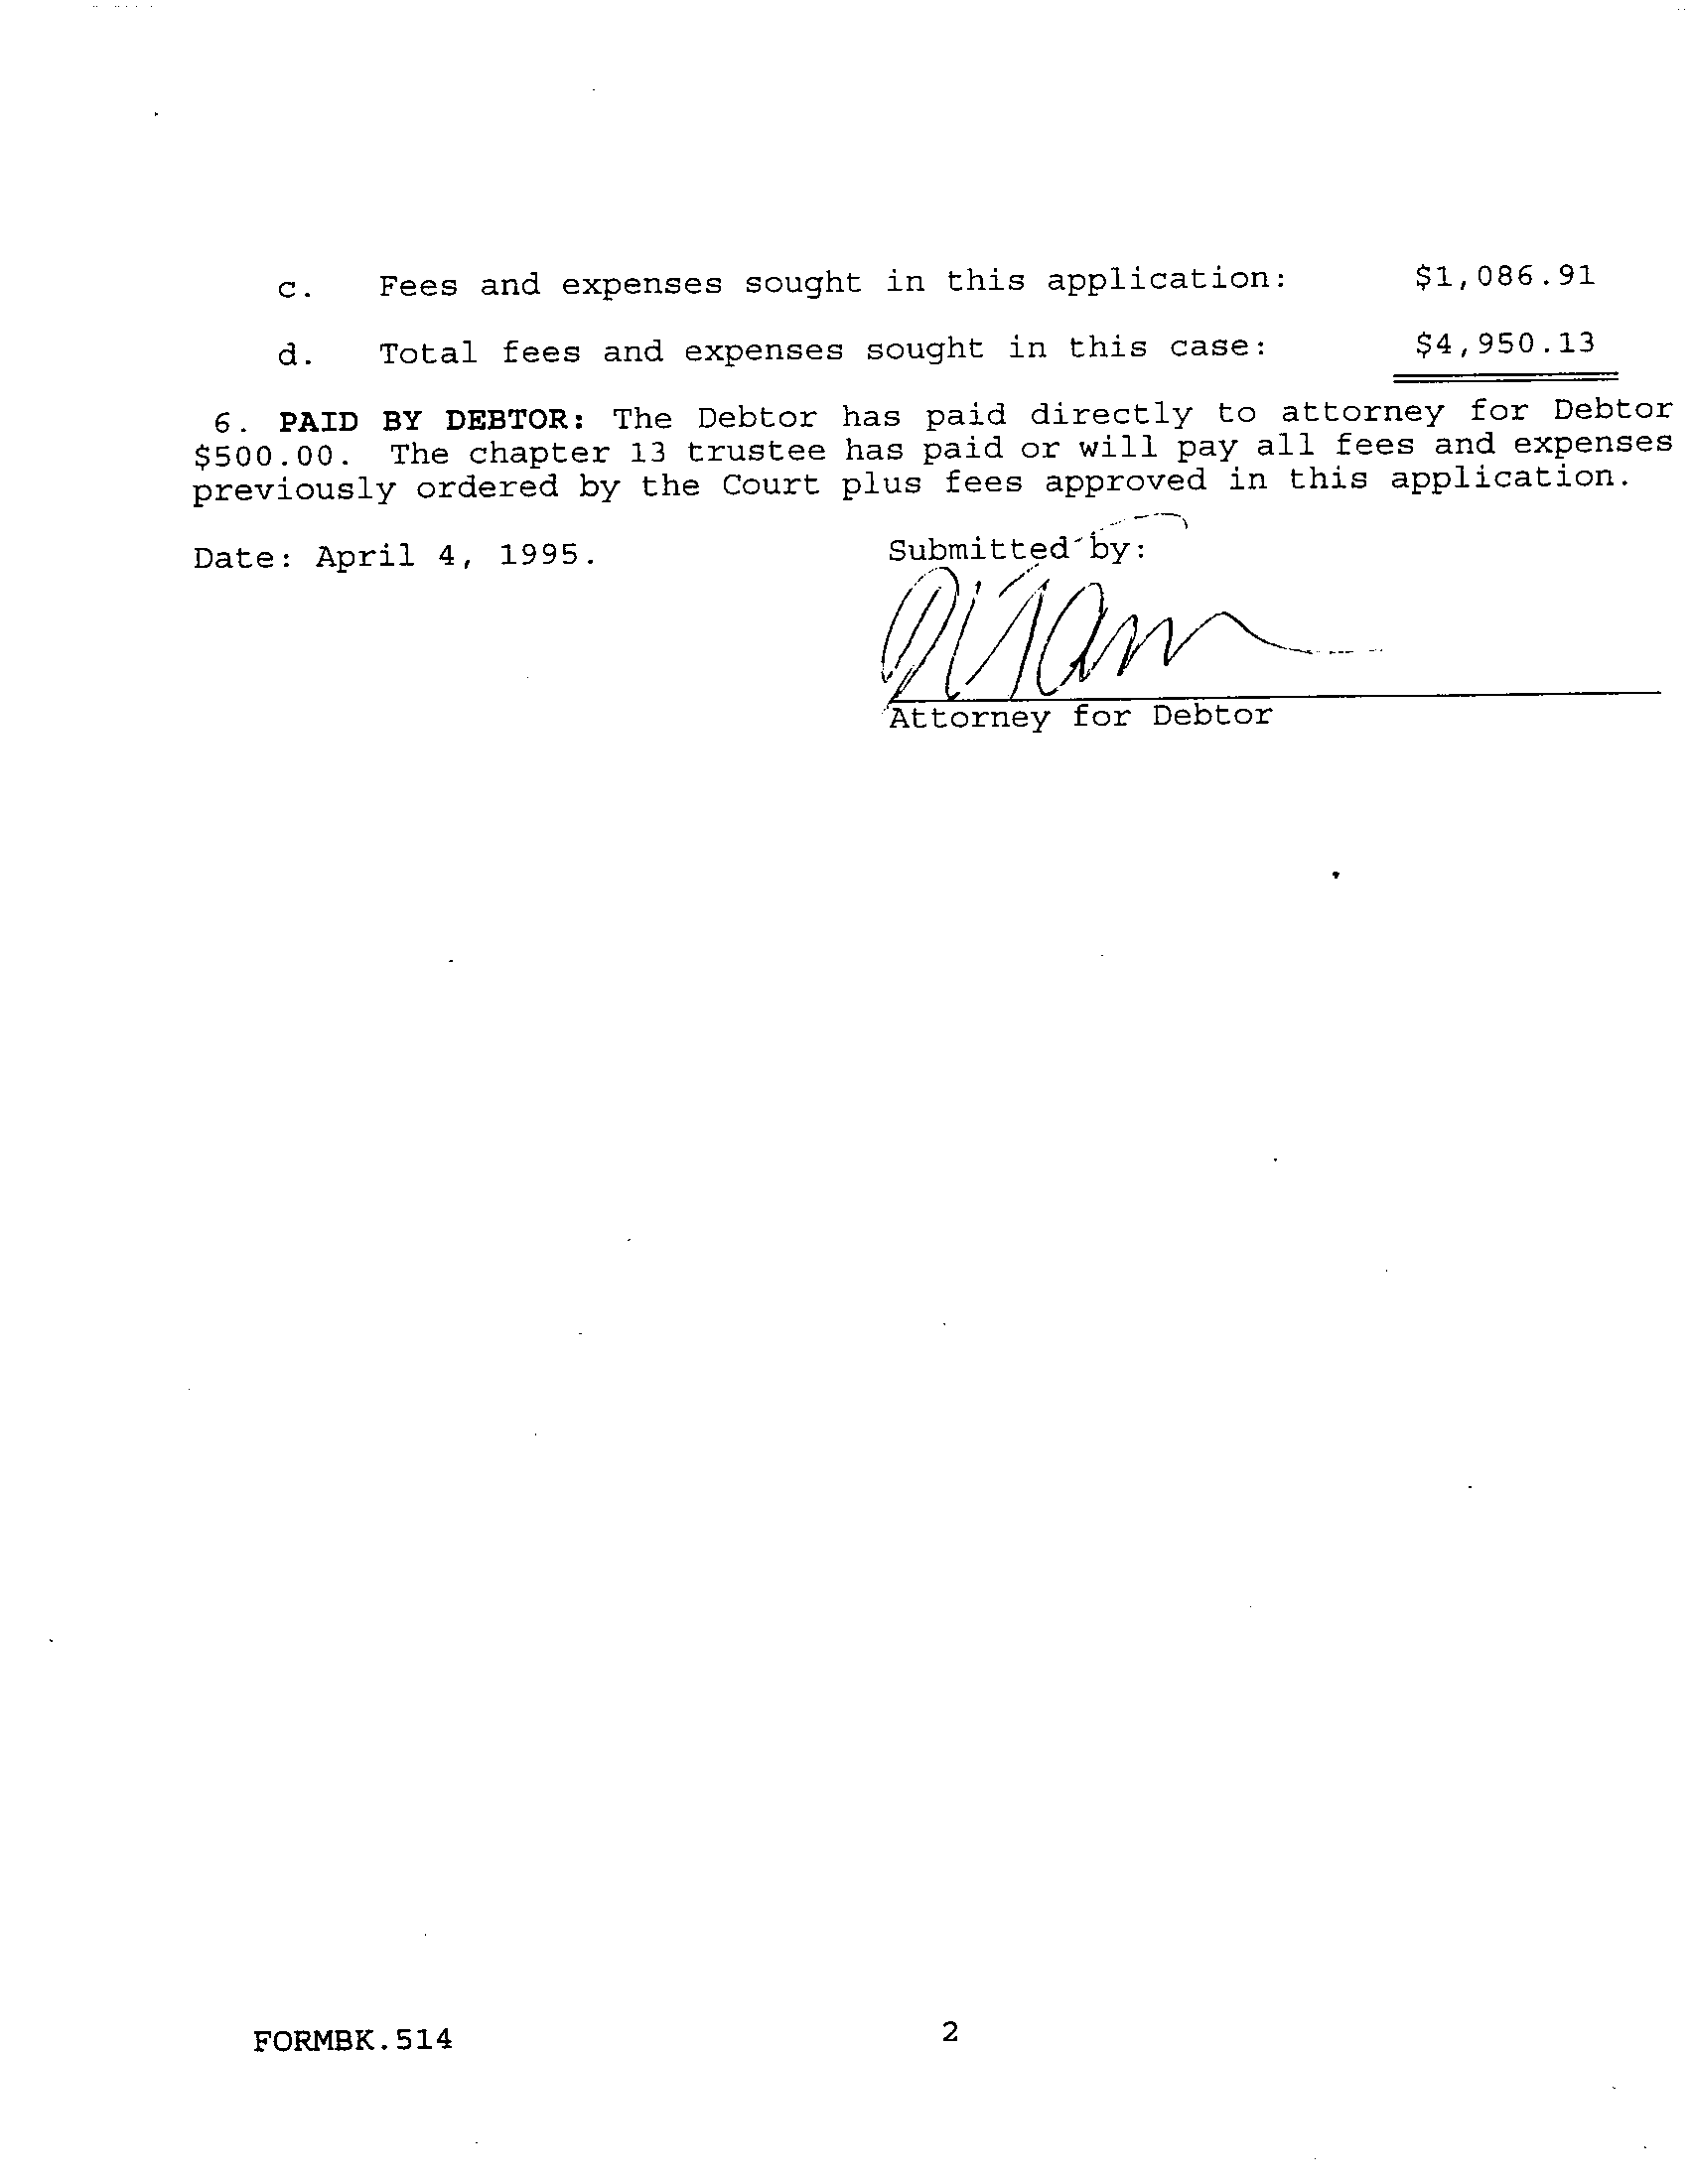 c. Fees and expenses sought in this application: $1,086.91
d. Total fees and expenses sought in this case: $4,950.13
6. PAID BY DEBTOR: The Debtor has paid directly to attorney for Debtor
$500.00. The chapter 13 trustee has paid or will pay all fees and expenses
previously ordered by the Court plus fees approved in this application.
Date: April 4, 1995. Submitted by:
Attorney for Debtor
FORMBK.514 2